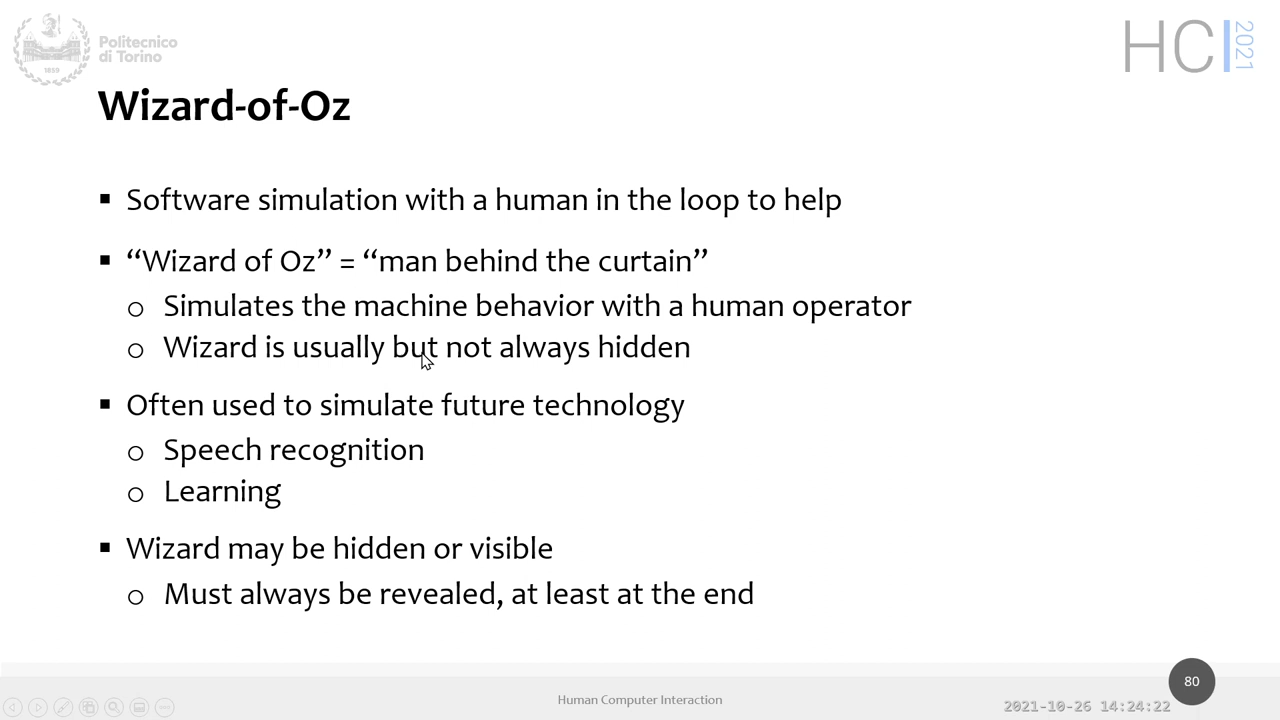 Politecnico
di Torino
1859
HCI 2021
Wizard-of-Oz
▪ Software simulation with a human in the loop to help
▪ “Wizard of Oz” = “man behind the curtain”
o Simulates the machine behavior with a human operator
o Wizard is usually but not always hidden
▪ Often used to simulate future technology
o Speech recognition
o Learning
▪ Wizard may be hidden or visible
o Must always be revealed, at least at the end
80
Human Computer Interaction
2021-10-26 14:24:22